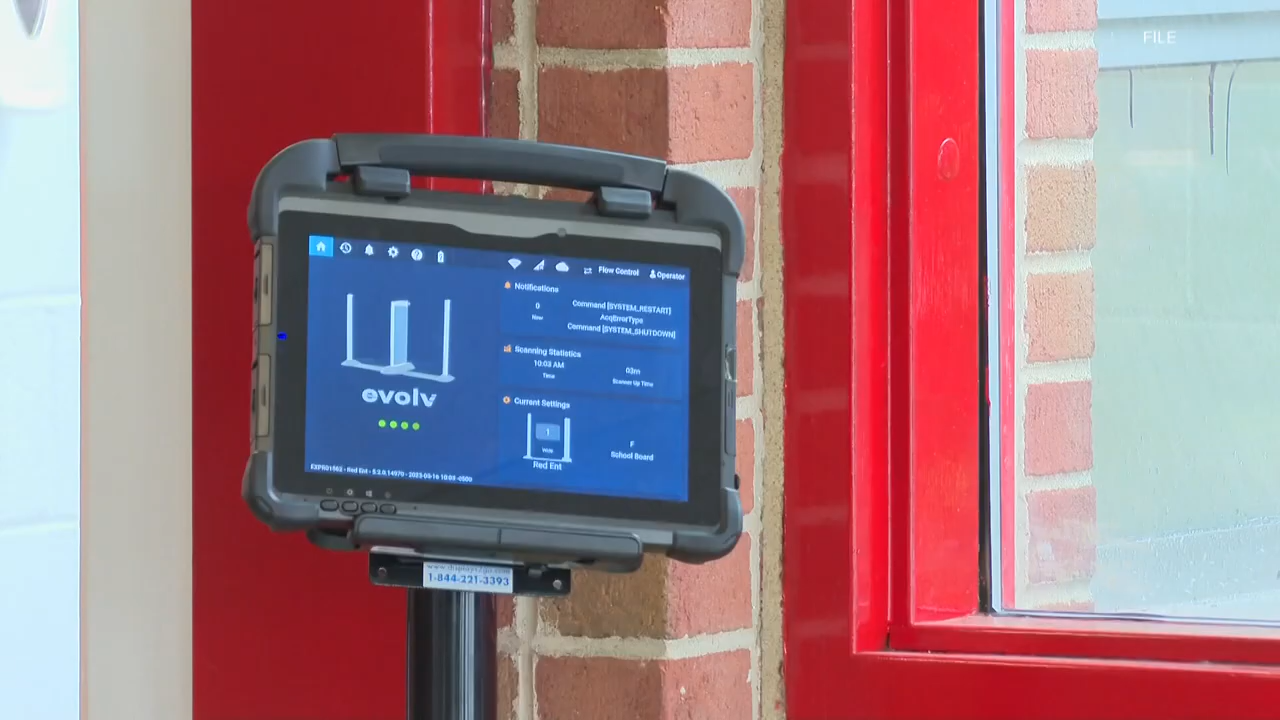 FILE
Flow Control
Operator
Notifications
0
New
Command [SYSTEM_RESTART]
AcqErrorType
Command [SYSTEM_SHUTDOWN]
Scanning Statistics
10:03 AM
Time
03m
Scanner Up Time
evolv
Current Settings
1
Wide
Red Ent
F
School Board
1-844-221-3393